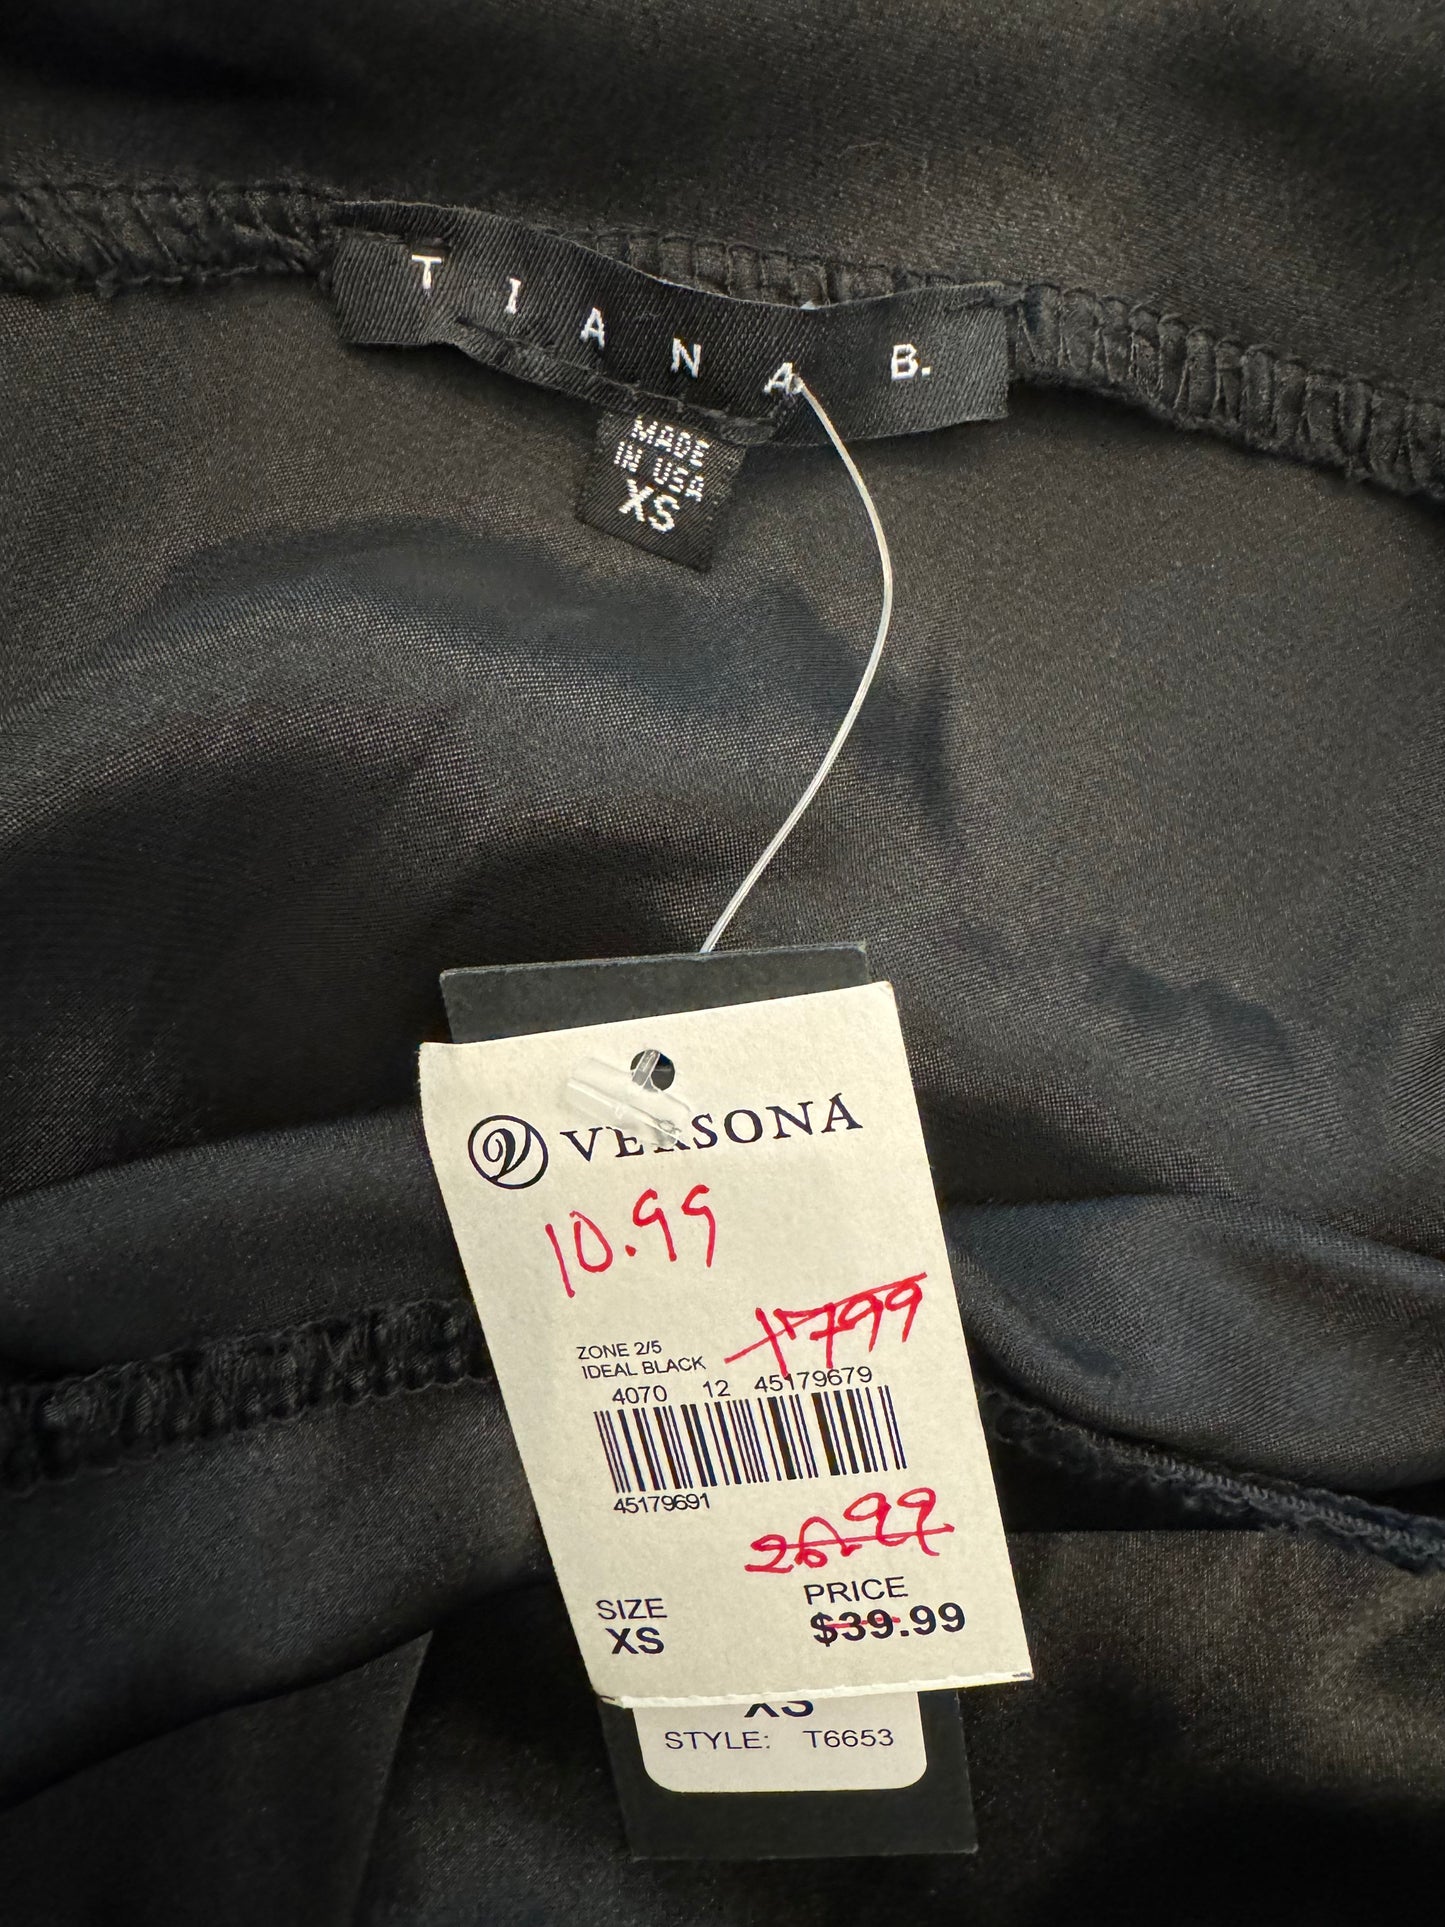 TIANA B.
MADE
IN USA
XS
VERSONA
10.99
17.99
ZONE 2/5
IDEAL BLACK
4070 12 45179679
45179691
26.99
SIZE PRICE
XS $39.99
XS
STYLE: T6653